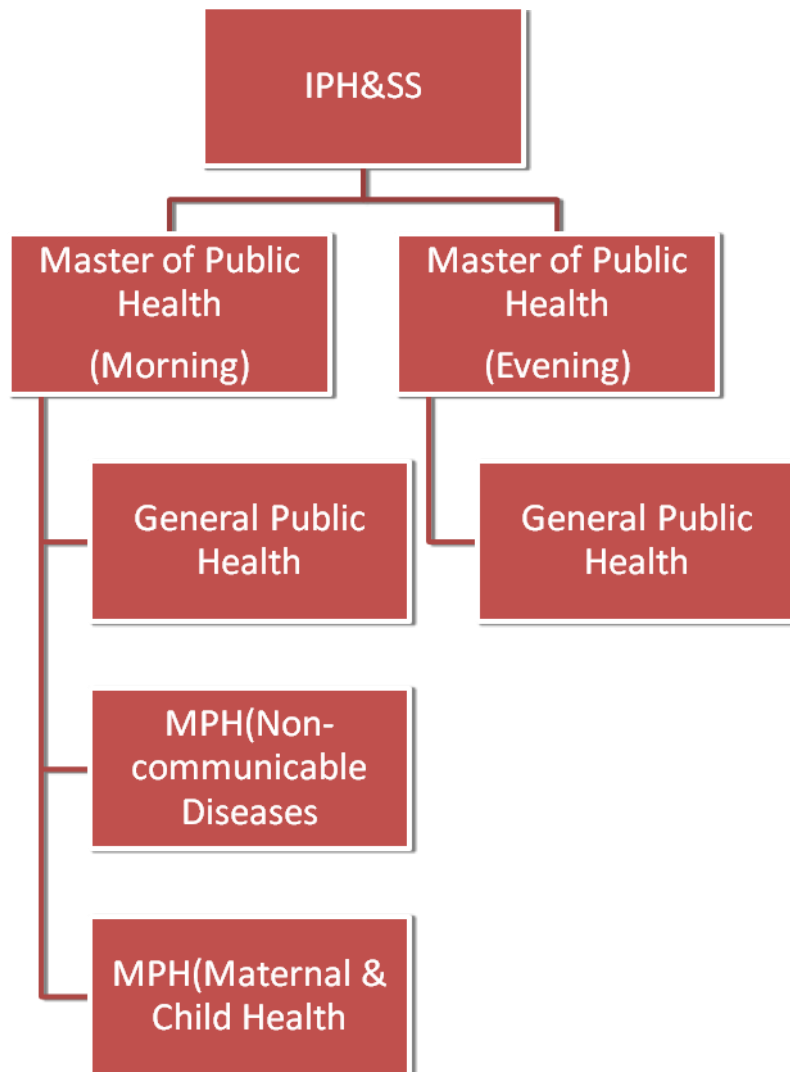 IPH&SS
Master of Public
Health
(Morning)
Master of Public
Health
(Evening)
General Public
Health
General Public
Health
MPH(Non-
communicable
Diseases
MPH(Maternal &
Child Health